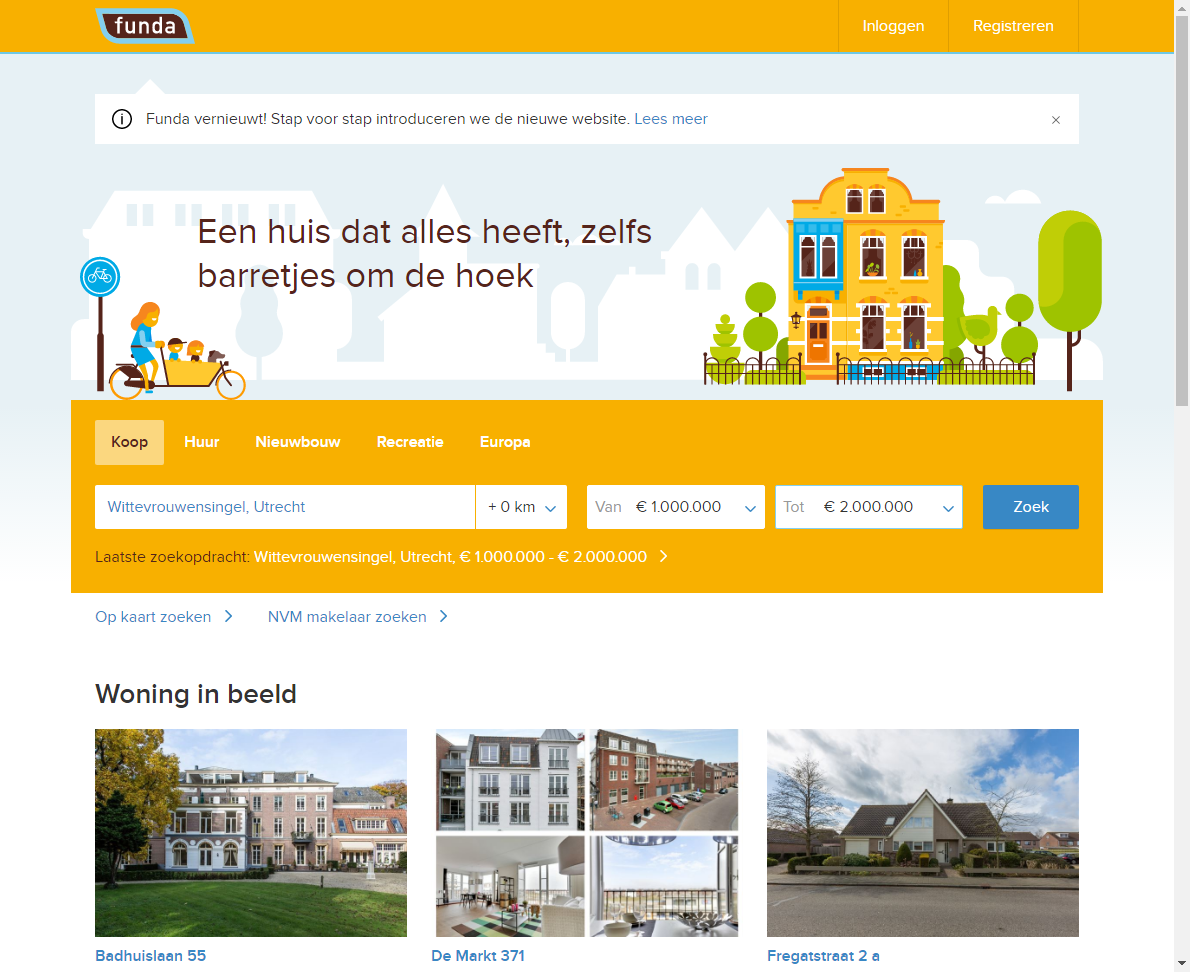 funda
Inloggen
Registreren
Funda vernieuwt! Stap voor stap introduceren we de nieuwe website. Lees meer
Een huis dat alles heeft, zelfs
barretjes om de hoek
Koop
Huur
Nieuwbouw
Recreatie
Europa
Wittevrouwensingel, Utrecht
+ 0 km
Van € 1.000.000
Tot € 2.000.000
Zoek
Laatste zoekopdracht: Wittevrouwensingel, Utrecht, € 1.000.000 - € 2.000.000
Op kaart zoeken
NVM makelaar zoeken
Woning in beeld
Badhuislaan 55
De Markt 371
Fregatstraat 2 a